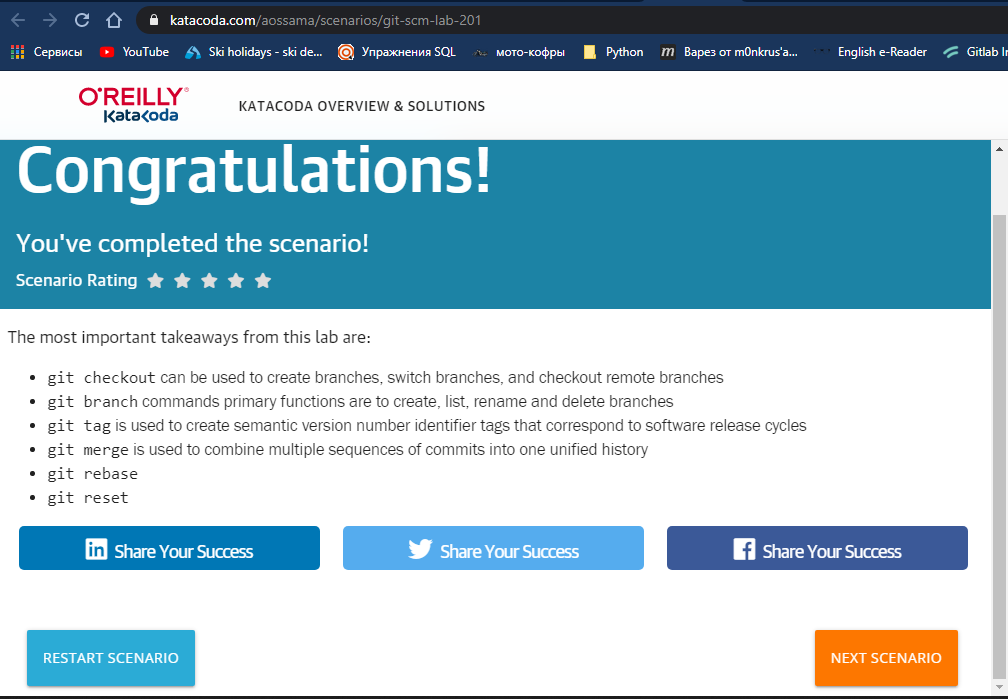 katacoda.com/aossama/scenarios/git-scm-lab-201
Сервисы YouTube Ski holidays - ski de... Упражнения SQL мото-кофры Python Варез от m0nkrus'a... English e-Reader Gitlab In
O'REILLY®
Katacoda
KATACODA OVERVIEW & SOLUTIONS
Congratulations!
You've completed the scenario!
Scenario Rating
The most important takeaways from this lab are:
• git checkout can be used to create branches, switch branches, and checkout remote branches
• git branch commands primary functions are to create, list, rename and delete branches
• git tag is used to create semantic version number identifier tags that correspond to software release cycles
• git merge is used to combine multiple sequences of commits into one unified history
• git rebase
• git reset
in Share Your Success Share Your Success f Share Your Success
RESTART SCENARIO NEXT SCENARIO